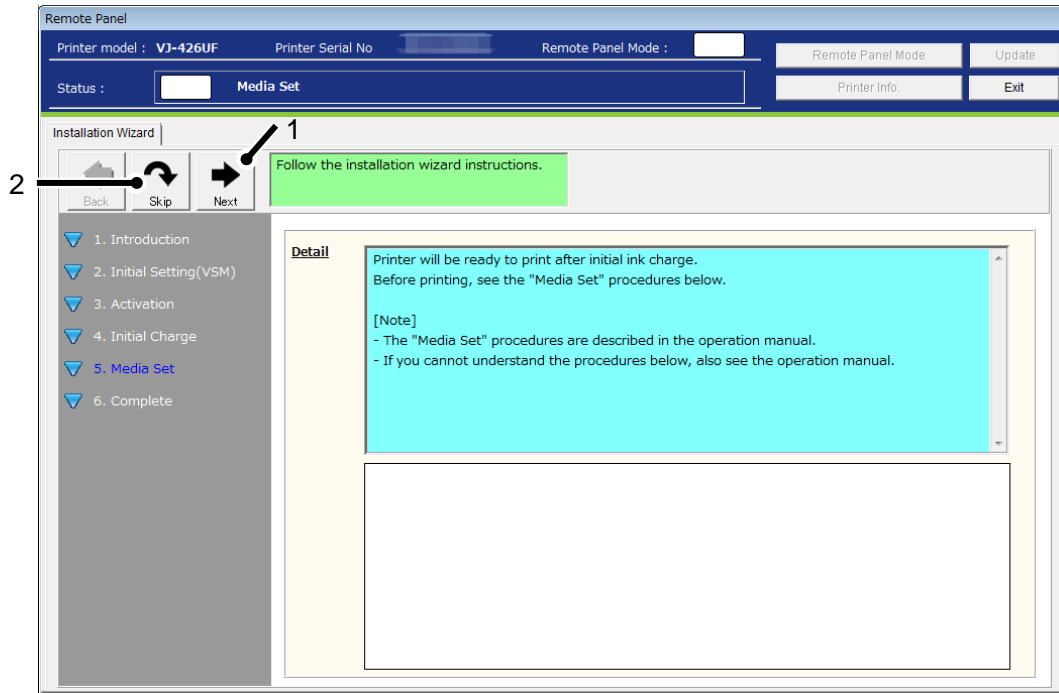 Remote Panel
Printer model : VJ-426UF Printer Serial No Remote Panel Mode : Remote Panel Mode Update
Status : Media Set Printer Info. Exit
Installation Wizard
1
2
Back Skip Next
Follow the installation wizard instructions.
1. Introduction
2. Initial Setting(VSM)
3. Activation
4. Initial Charge
5. Media Set
6. Complete
Detail
Printer will be ready to print after initial ink charge.
Before printing, see the "Media Set" procedures below.
[Note]
- The "Media Set" procedures are described in the operation manual.
- If you cannot understand the procedures below, also see the operation manual.